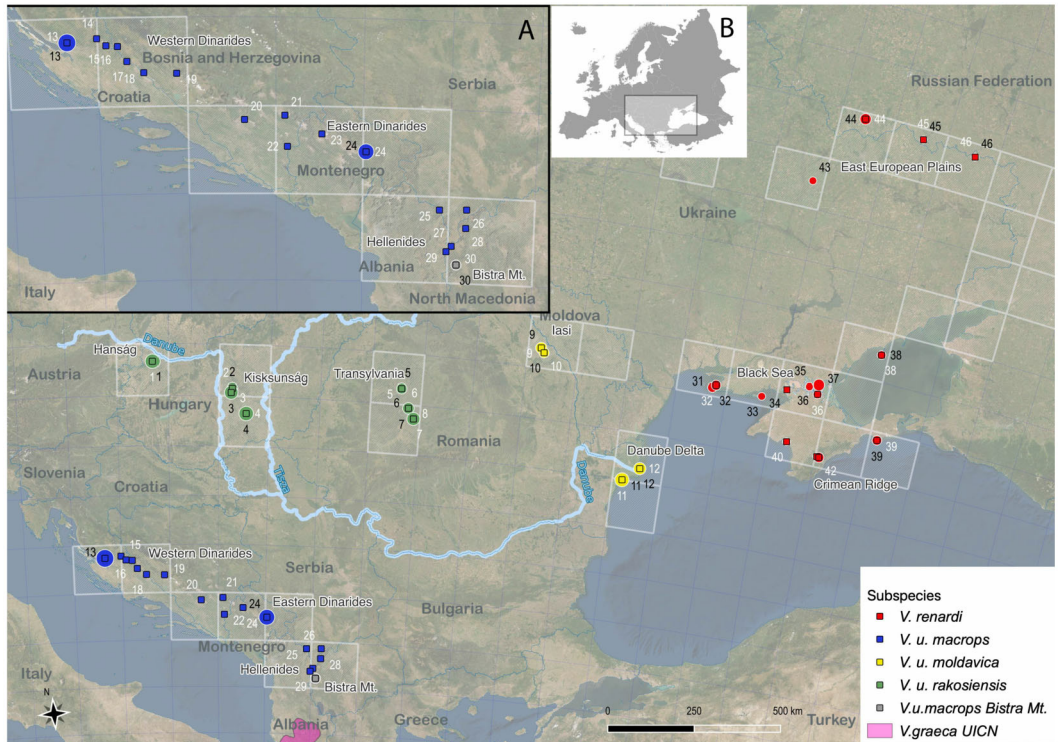 A
14
13
13
Western Dinarides
15
16
Bosnia and Herzegovina
17
18
19
Croatia
Serbia
20
21
Eastern Dinarides
22
23
24
24
Montenegro
25
26
27
Hellenides
28
29
30
Albania
Bistra Mt.
30
Italy
North Macedonia
B
Russian Federation
44
44
45
45
46
46
43
East European Plains
Ukraine
Moldova
9
Iasi
9
10
10
Danube
Hanság
Austria
1
1
Kiskunság
2
2
3
3
4
4
Hungary
Transylvania
5
5
6
6
8
7
7
Romania
Black Sea
31
32
32
33
34
35
36
36
37
38
38
39
39
40
42
Crimean Ridge
Danube Delta
12
11
12
11
Danube
Tisza
Slovenia
Croatia
13
15
Western Dinarides
16
18
19
Serbia
20
21
24
Eastern Dinarides
22
24
Montenegro
Bulgaria
26
25
Hellenides
28
29
Bistra Mt.
Italy
N
Albania
Greece
Turkey
0
250
500 km
Subspecies
V. renardi
V. u. macrops
V. u. moldavica
V. u. rakosiensis
V.u.macrops Bistra Mt.
V.graeca UICN